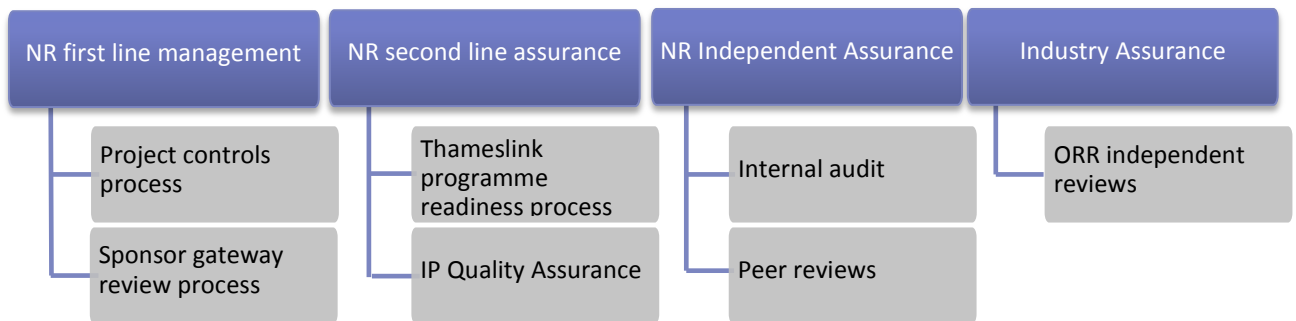 NR first line management
Project controls
process
Sponsor gateway
review process
NR second line assurance
Thameslink
programme
readiness process
IP Quality Assurance
NR Independent Assurance
Internal audit
Peer reviews
Industry Assurance
ORR independent
reviews